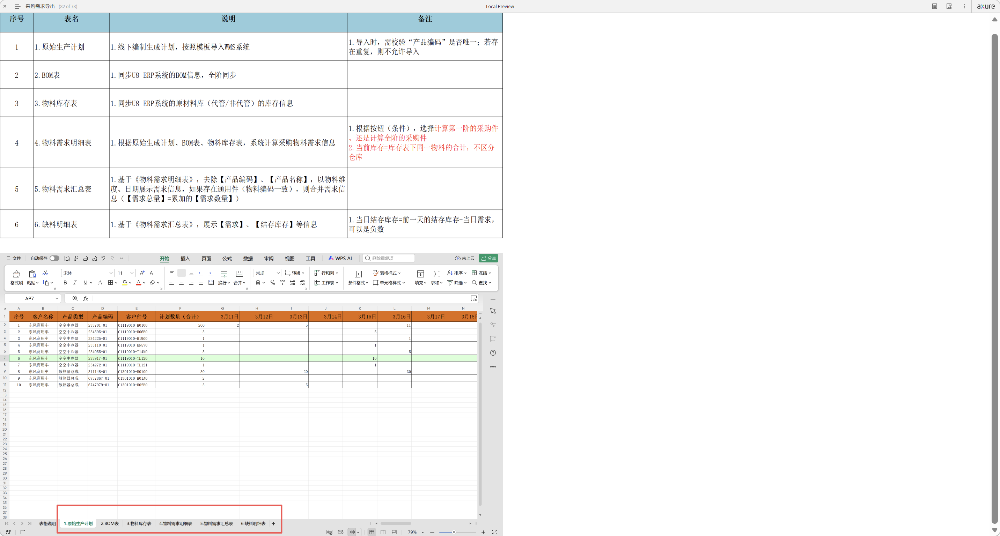 采购需求导出 (32 of 73)
Local Preview
axure
序号 表名 说明 备注
1 1.原始生产计划 1.线下编制生成计划，按照模板导入WMS系统 1.导入时，需校验“产品编码”是否唯一；若存
在重复，则不允许导入
2 2.BOM表 1.同步U8 ERP系统的BOM信息，全阶同步
3 3.物料库存表 1.同步U8 ERP系统的原材料库（代管/非代管）的库存信息
4 4.物料需求明细表 1.根据原始生成计划、BOM表、物料库存表，系统计算采购物料需求信息 1.根据按钮（条件），选择计算第一阶的采购件
、还是计算全阶的采购件
2.当前库存=库存表下同一物料的合计，不区分
仓库
5 5.物料需求汇总表 1.基于《物料需求明细表》，去除【产品编码】、【产品名称】，以物料维
度、日期展示需求信息，如果存在通用件（物料编码一致），则合并需求信
息（【需求总量】=累加的【需求数量】）
6 6.缺料明细表 1.基于《物料需求汇总表》，展示【需求】、【结存库存】等信息 1.当日结存库存=前一天的结存库存-当日需求，
可以是负数
文件 自动保存 开始 插入 页面 公式 数据 审阅 视图 工具 WPS AI 删除重复项 未上云 分享
宋体 11 常规 转换 行和列 表格样式 排序 冻结
格式刷 粘贴 换行 合并 工作表 条件格式 单元格样式 填充 求和 筛选 查找
AP7 fx
A B C D E F G H I J K L M N
1 序号 客户名称 产品类型 产品编码 客户件号 计划数量（合计） 3月11日 3月12日 3月13日 3月14日 3月15日 3月16日 3月17日 3月18日
2 1 东风商用车 空空中冷器 233701-01 C1119010-H0100 200 2 5 11
3 2 东风商用车 空空中冷器 234595-01 C1119010-H06B0 5 5
4 3 东风商用车 空空中冷器 234225-01 C1119010-H19G0 1 1
5 4 东风商用车 空空中冷器 233110-01 C1119010-KN5V0 1 1
6 5 东风商用车 空空中冷器 234055-01 C1119010-T14N0 5 5
7 6 东风商用车 空空中冷器 233917-01 C1119010-TL120 10 10
8 7 东风商用车 空空中冷器 234272-01 C1119010-TL121 1 1
9 8 东风商用车 散热器总成 311148-01 C1301010-H0100 30 20 30
10 9 东风商用车 散热器总成 6737867-01 C1301010-H01A0 2
11 10 东风商用车 散热器总成 6747979-01 C1301010-H02B0 5 5
12
13
14
15
16
17
18
19
20
21
22
23
24
25
26
27
28
29
30
31
32
33
34
35
36
37
38
表格说明 1.原始生产计划 2.BOM表 3.物料库存表 4.物料需求明细表 5.物料需求汇总表 6.缺料明细表
79%